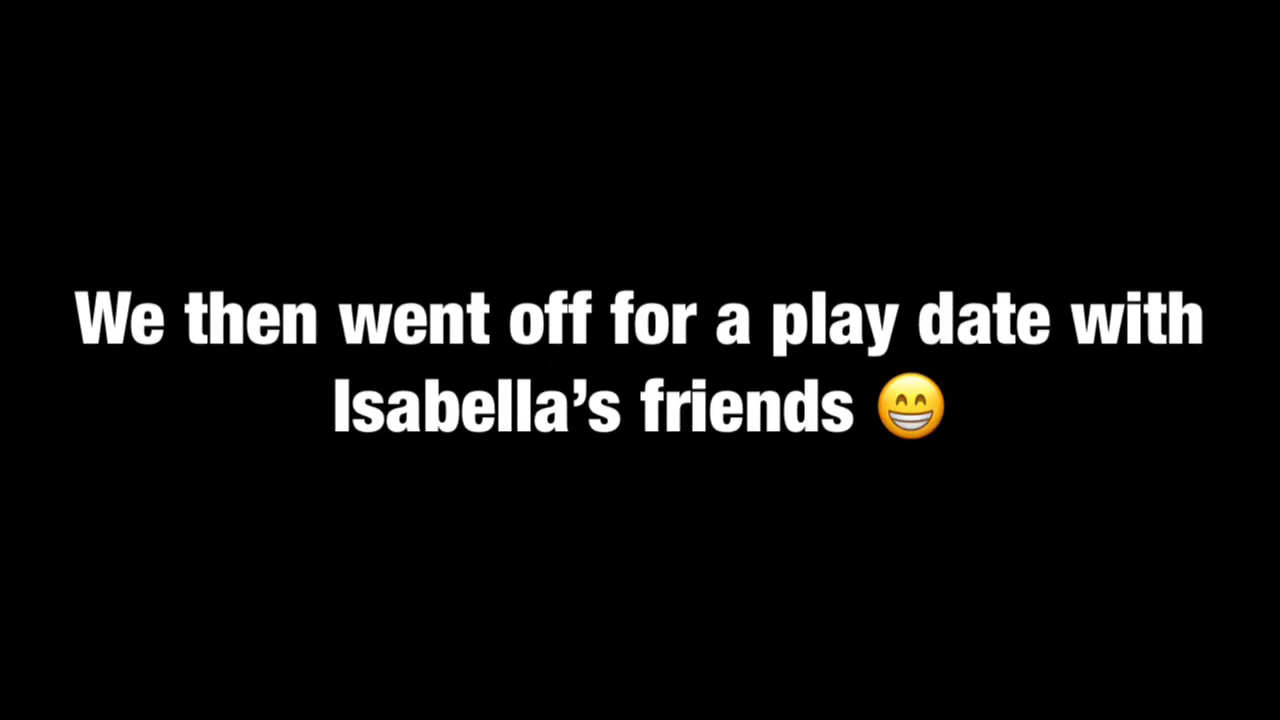 We then went off for a play date with
Isabella’s friends 😁